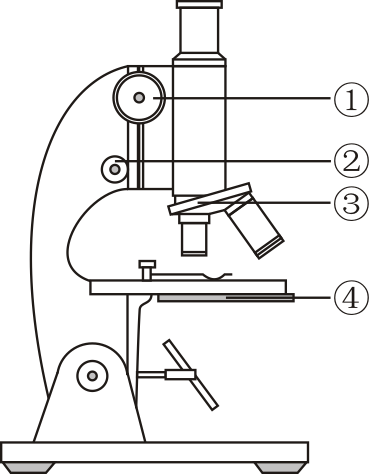 ①
②
③
④